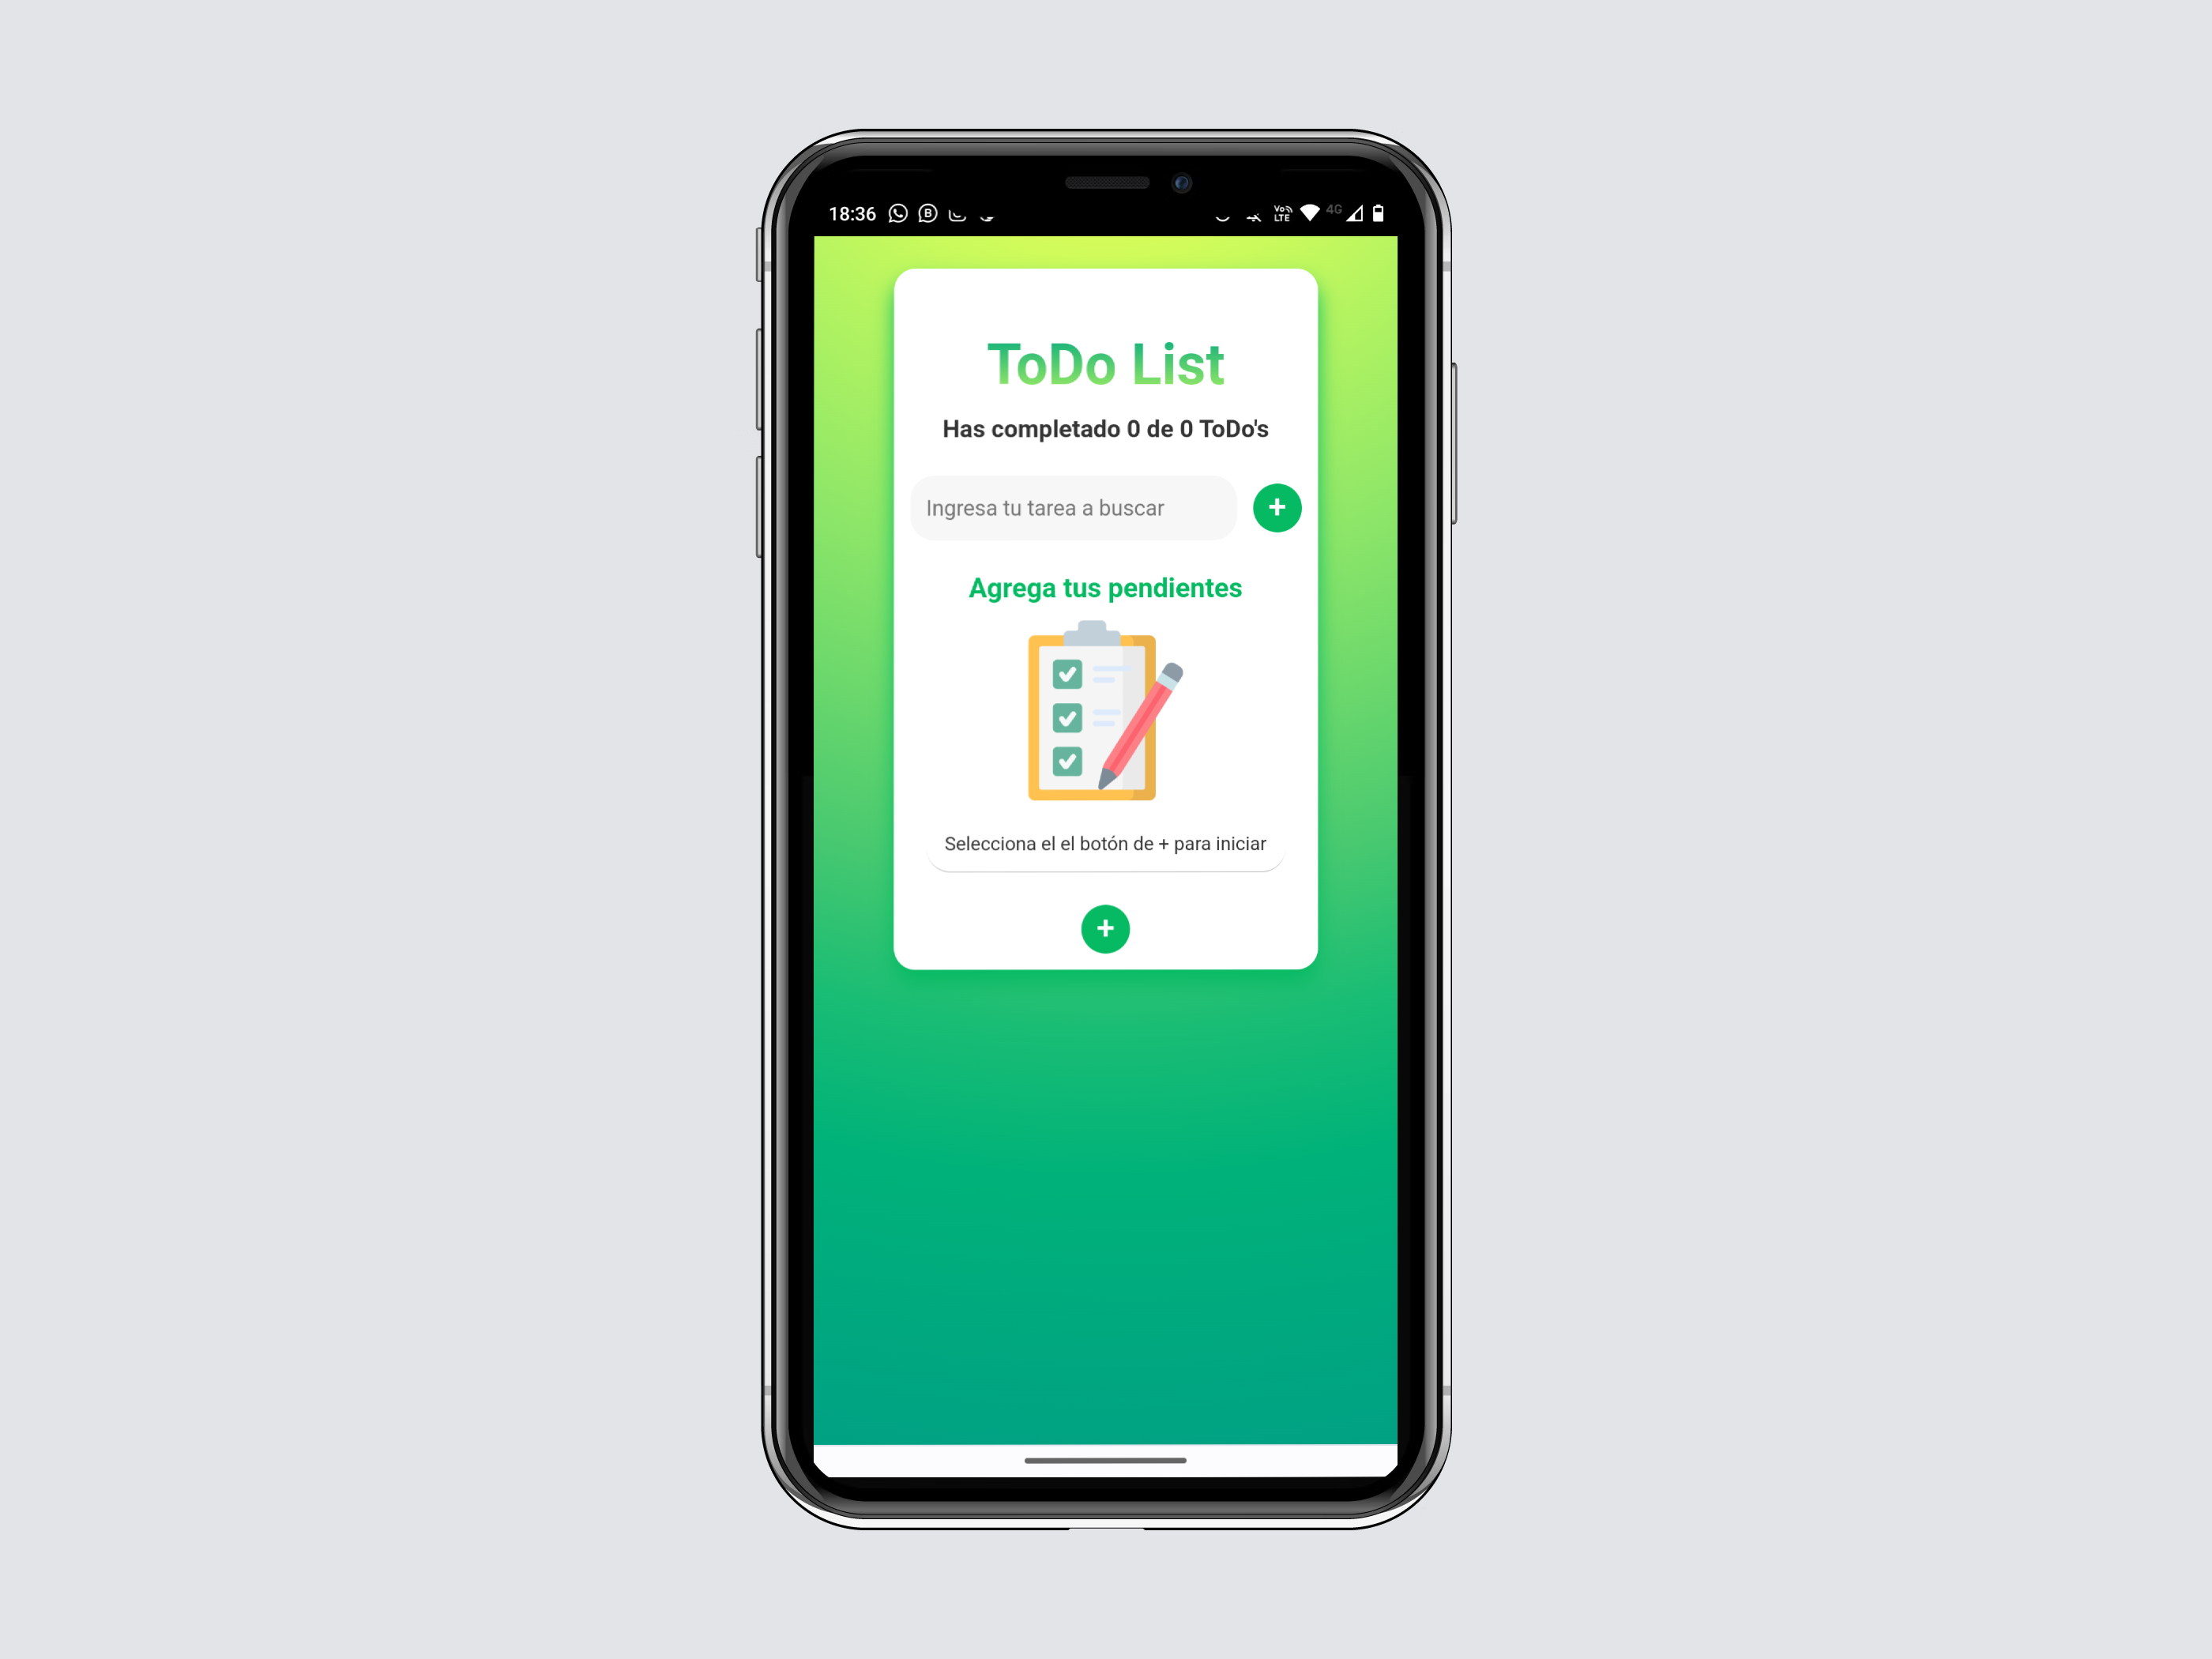 18:36
B
Vo
LTE
4G
ToDo List
Has completado 0 de 0 ToDo's
Ingresa tu tarea a buscar
+
Agrega tus pendientes
Selecciona el el botón de + para iniciar
+